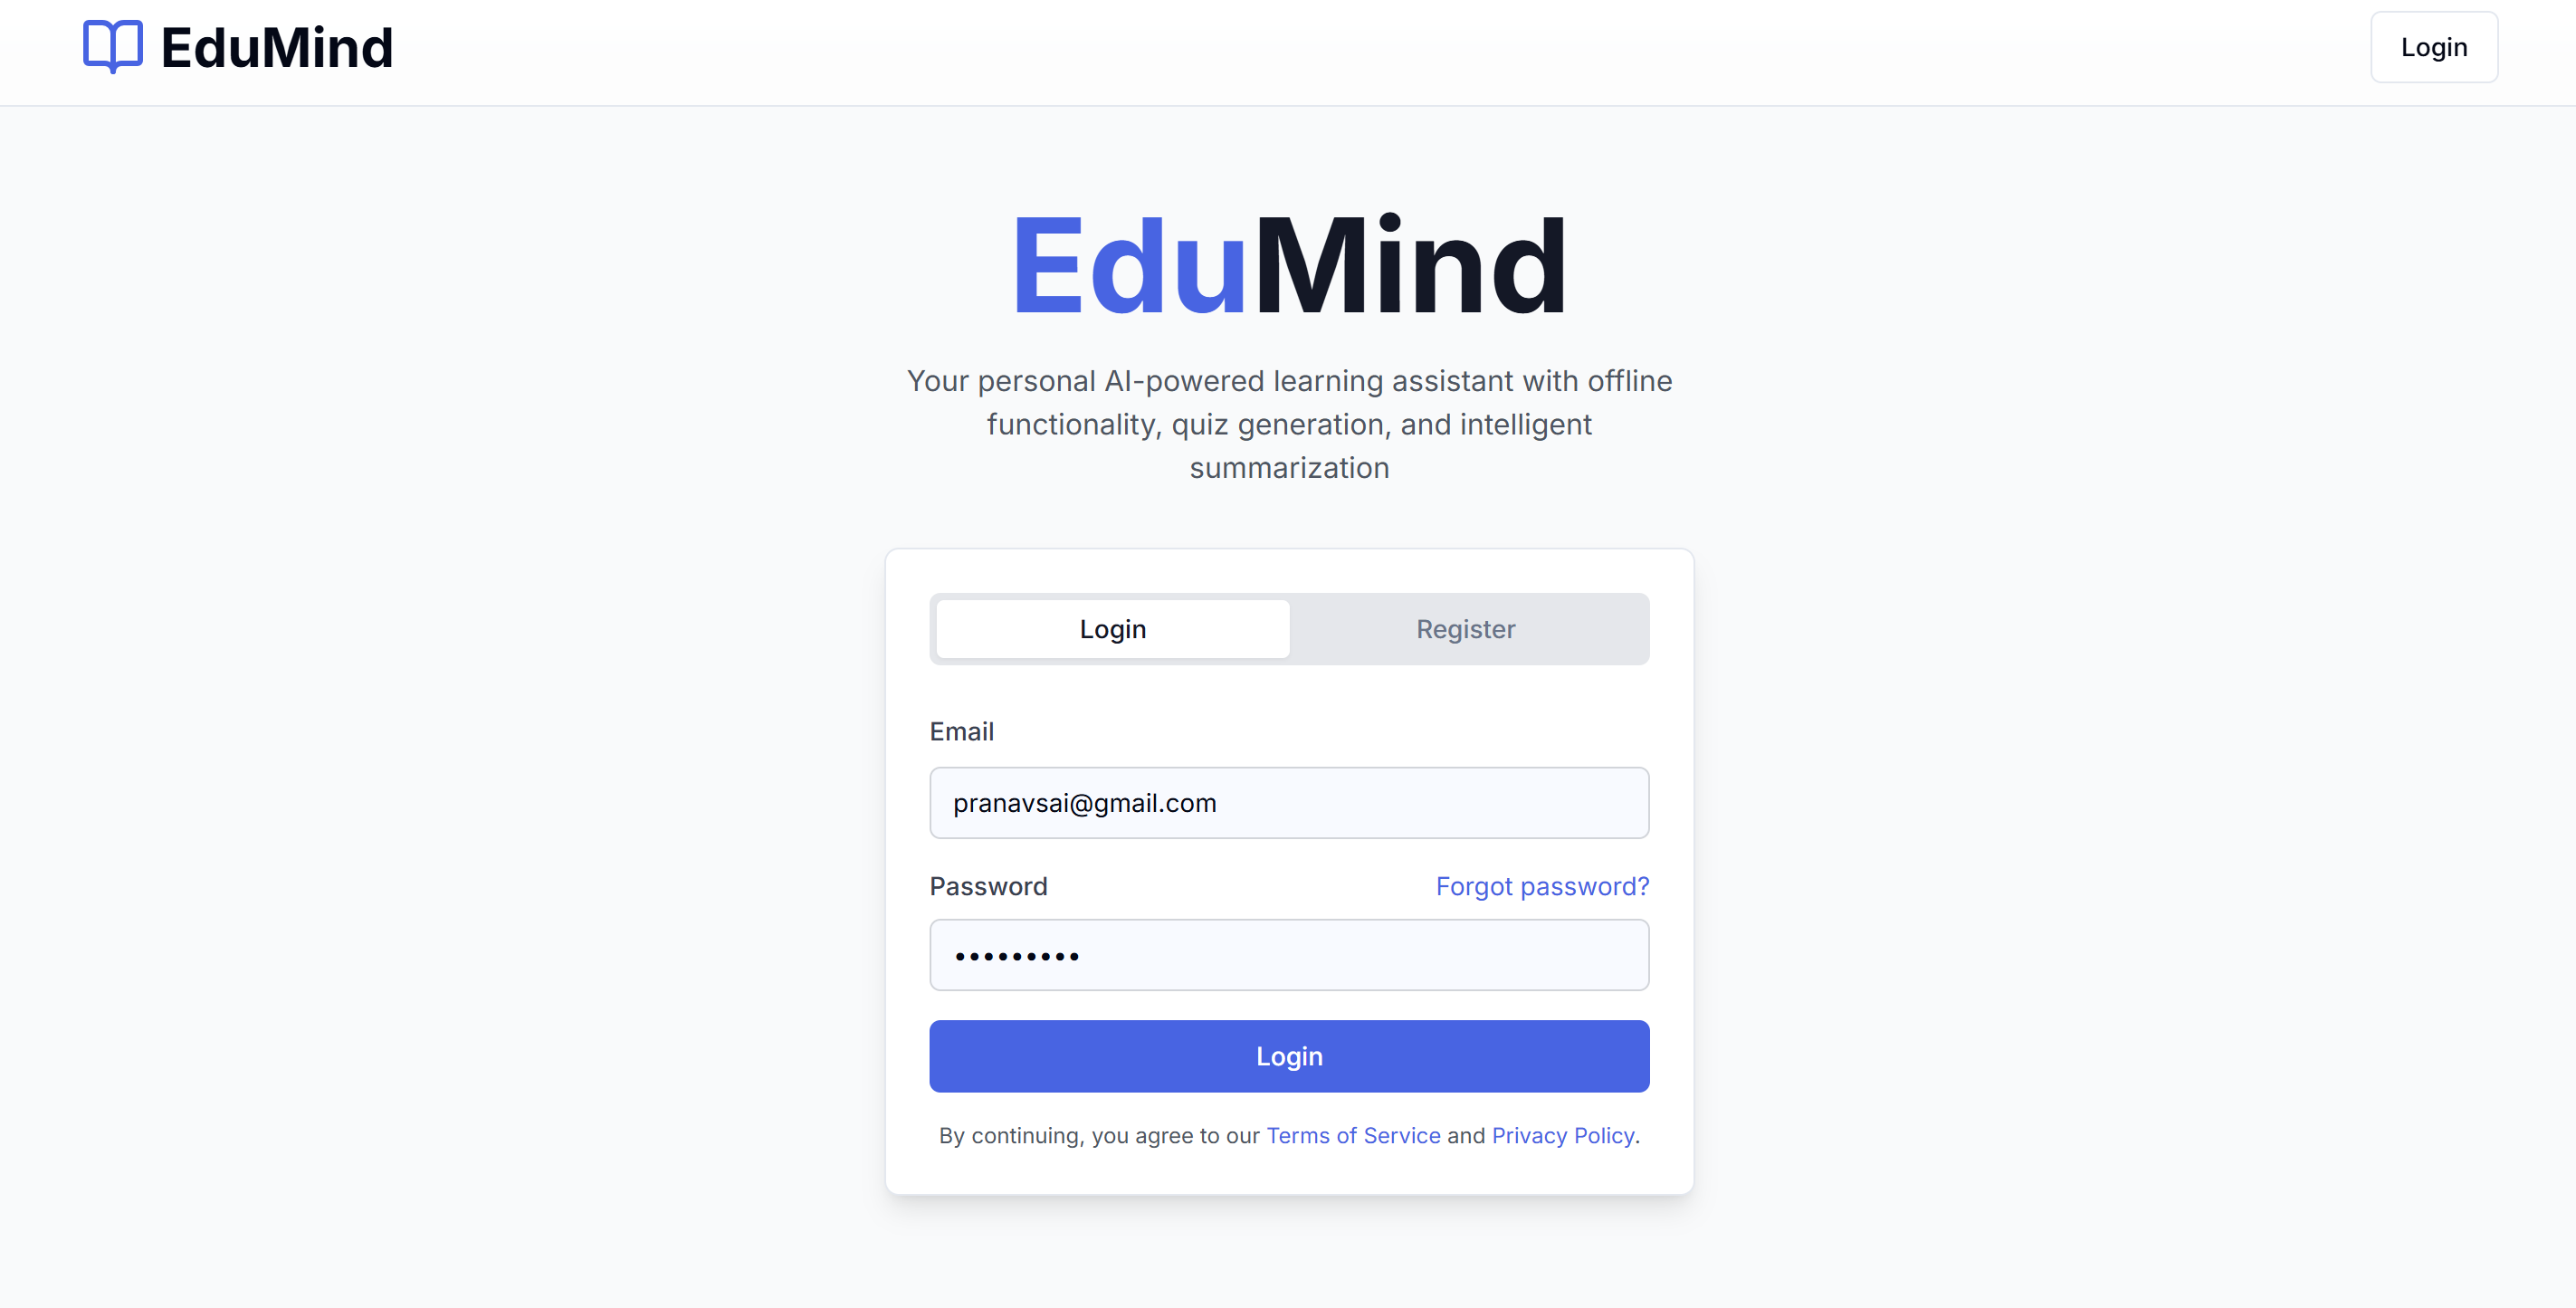 EduMind
Login
EduMind
Your personal AI-powered learning assistant with offline
functionality, quiz generation, and intelligent
summarization
Login
Register
Email
pranavsai@gmail.com
Password
Forgot password?
•••••••••
Login
By continuing, you agree to our Terms of Service and Privacy Policy.